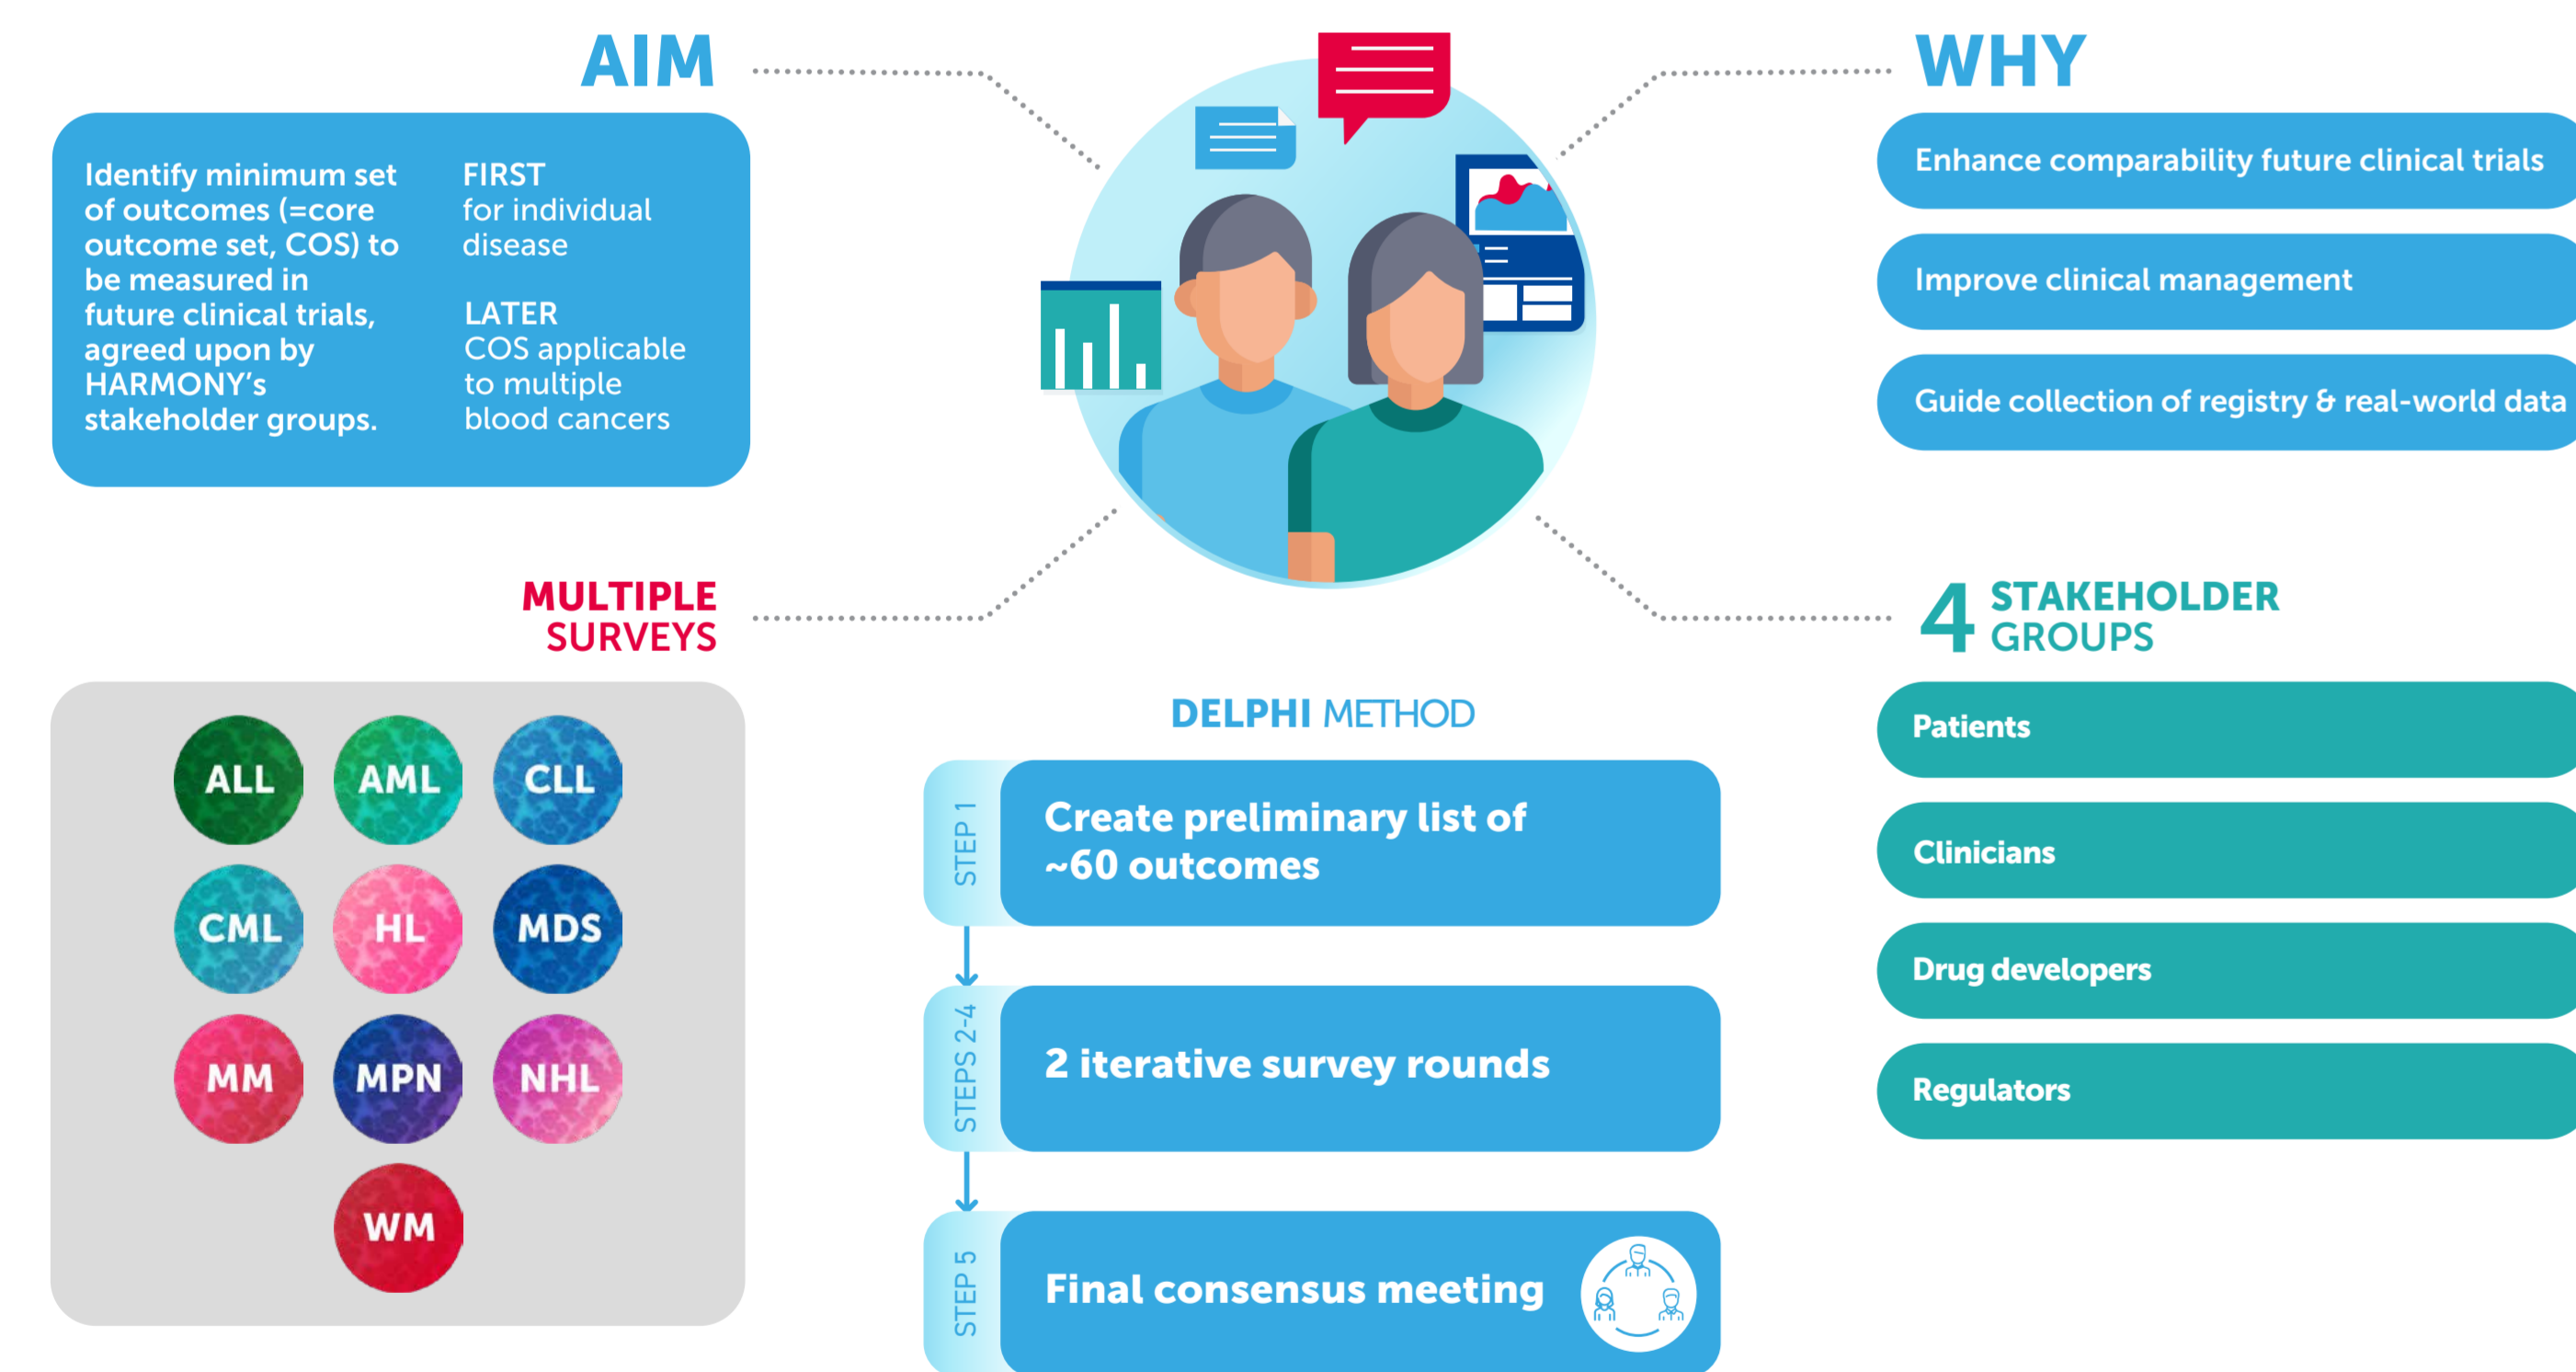 AIM
Identify minimum set
of outcomes (=core
outcome set, COS) to
be measured in
future clinical trials,
agreed upon by
HARMONY's
stakeholder groups.
FIRST
for individual
disease
LATER
COS applicable
to multiple
blood cancers
WHY
Enhance comparability future clinical trials
Improve clinical management
Guide collection of registry & real-world data
MULTIPLE
SURVEYS
ALL
AML
CLL
CML
HL
MDS
MM
MPN
NHL
WM
DELPHI METHOD
STEP 1
Create preliminary list of
~60 outcomes
STEPS 2-4
2 iterative survey rounds
STEP 5
Final consensus meeting
4 STAKEHOLDER
GROUPS
Patients
Clinicians
Drug developers
Regulators